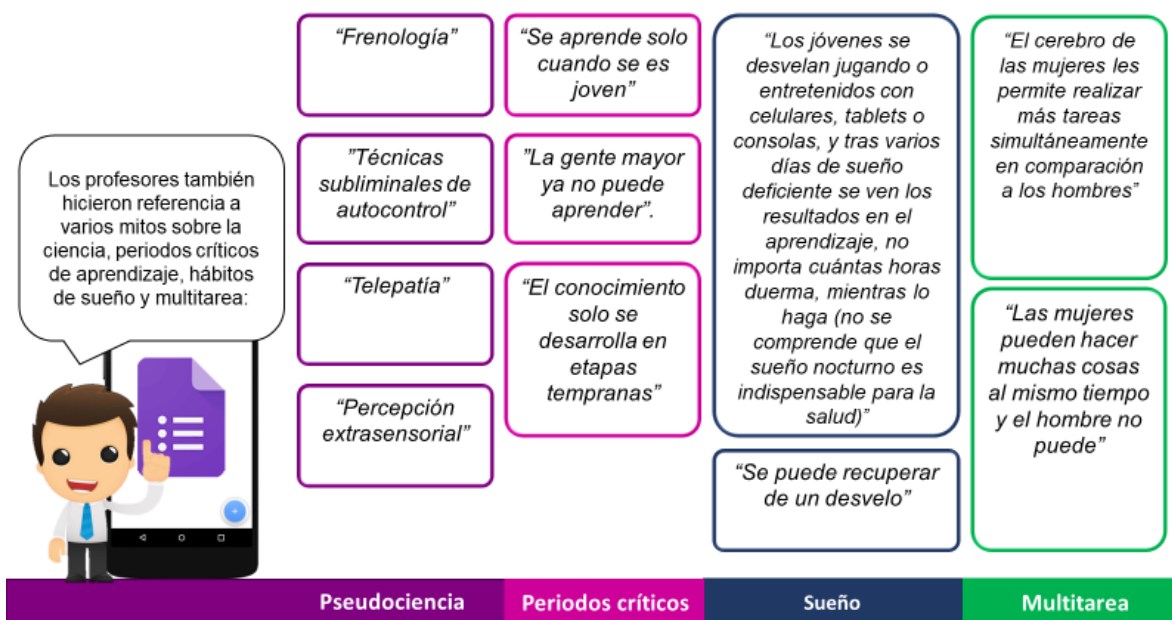 Los profesores también
hicieron referencia a
varios mitos sobre la
ciencia, periodos críticos
de aprendizaje, hábitos
de sueño y multitarea:
“Frenología”
”Técnicas
subliminales de
autocontrol”
“Telepatía”
“Percepción
extrasensorial”
“Se aprende solo
cuando se es
joven”
”La gente mayor
ya no puede
aprender”.
“El conocimiento
solo se
desarrolla en
etapas
tempranas”
“Los jóvenes se
desvelan jugando o
entretenidos con
celulares, tablets o
consolas, y tras varios
días de sueño
deficiente se ven los
resultados en el
aprendizaje, no
importa cuántas horas
duerma, mientras lo
haga (no se
comprende que el
sueño nocturno es
indispensable para la
salud)”
“Se puede recuperar
de un desvelo”
“El cerebro de
las mujeres les
permite realizar
más tareas
simultáneamente
en comparación
a los hombres”
“Las mujeres
pueden hacer
muchas cosas
al mismo tiempo
y el hombre no
puede”
Pseudociencia
Periodos críticos
Sueño
Multitarea